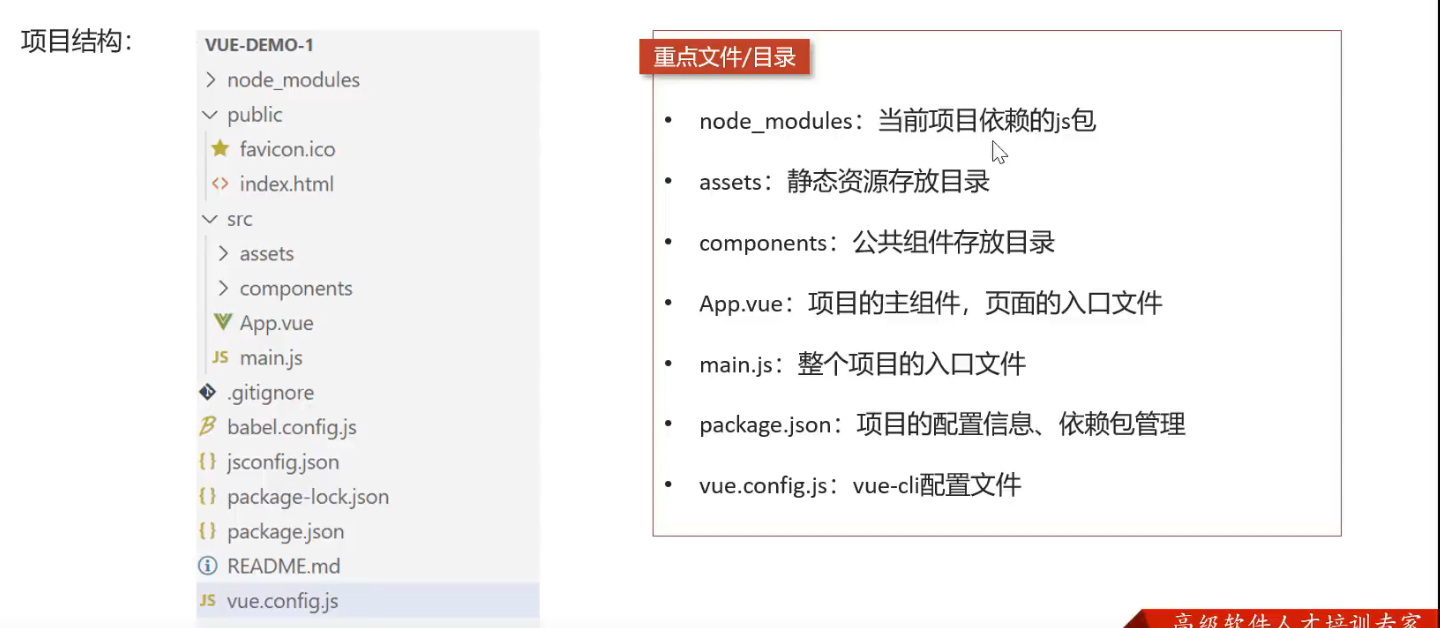 项目结构：
VUE-DEMO-1
node_modules
public
favicon.ico
index.html
src
assets
components
App.vue
main.js
.gitignore
babel.config.js
jsconfig.json
package-lock.json
package.json
README.md
vue.config.js
重点文件/目录
• node_modules：当前项目依赖的js包
• assets：静态资源存放目录
• components：公共组件存放目录
• App.vue：项目的主组件，页面的入口文件
• main.js：整个项目的入口文件
• package.json：项目的配置信息、依赖包管理
• vue.config.js：vue-cli配置文件
高级软件人才培训专家